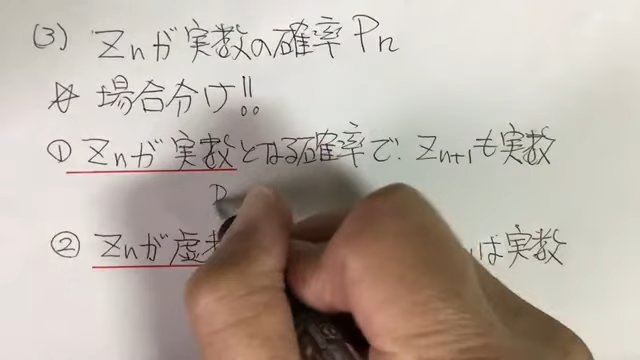 (3) Znが実数の確率Pn
☆ 場合分け!!
① Znが実数となる確率で、Zn+1も実数
P
② Znが虚 は実数